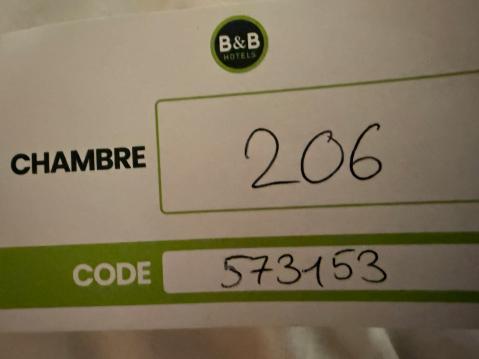 B&B
HOTELS
CHAMBRE 206
CODE 573153